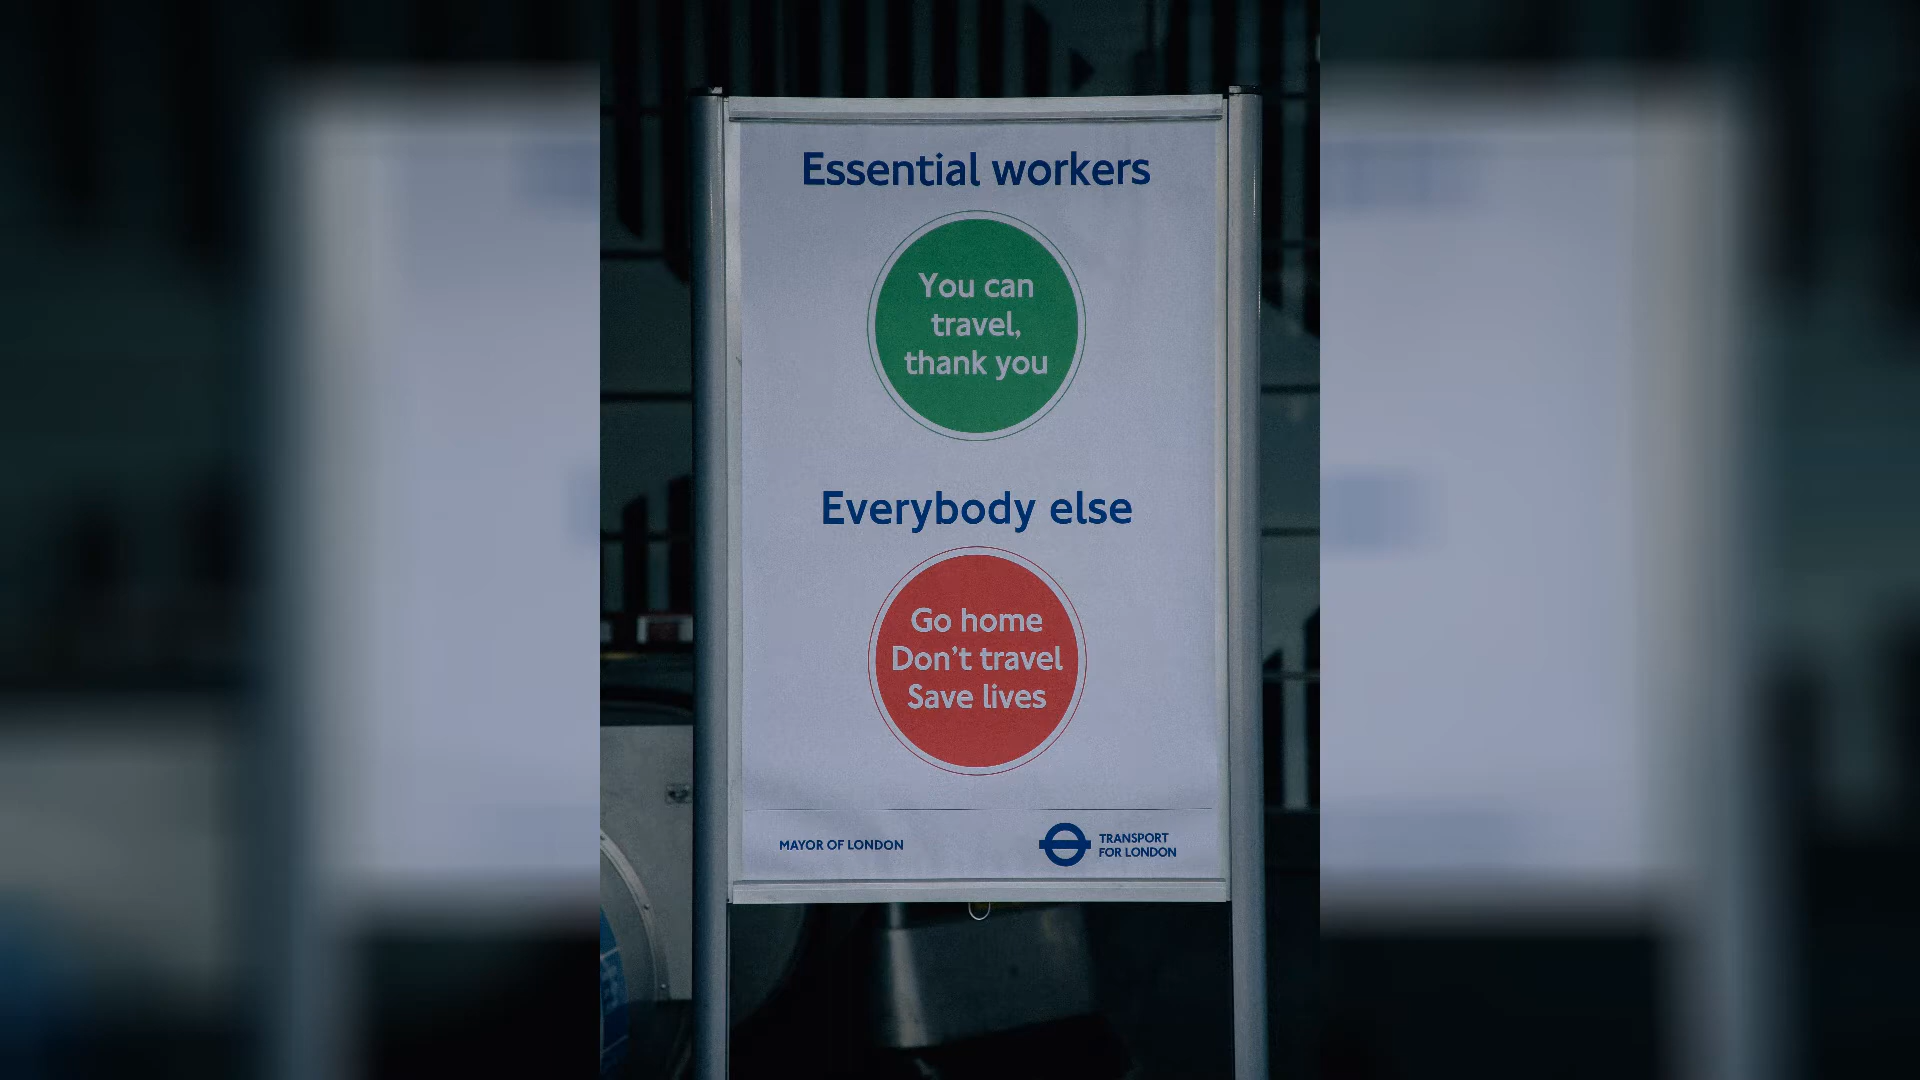 Essential workers
You can
travel,
thank you
Everybody else
Go home
Don't travel
Save lives
MAYOR OF LONDON
TRANSPORT
FOR LONDON